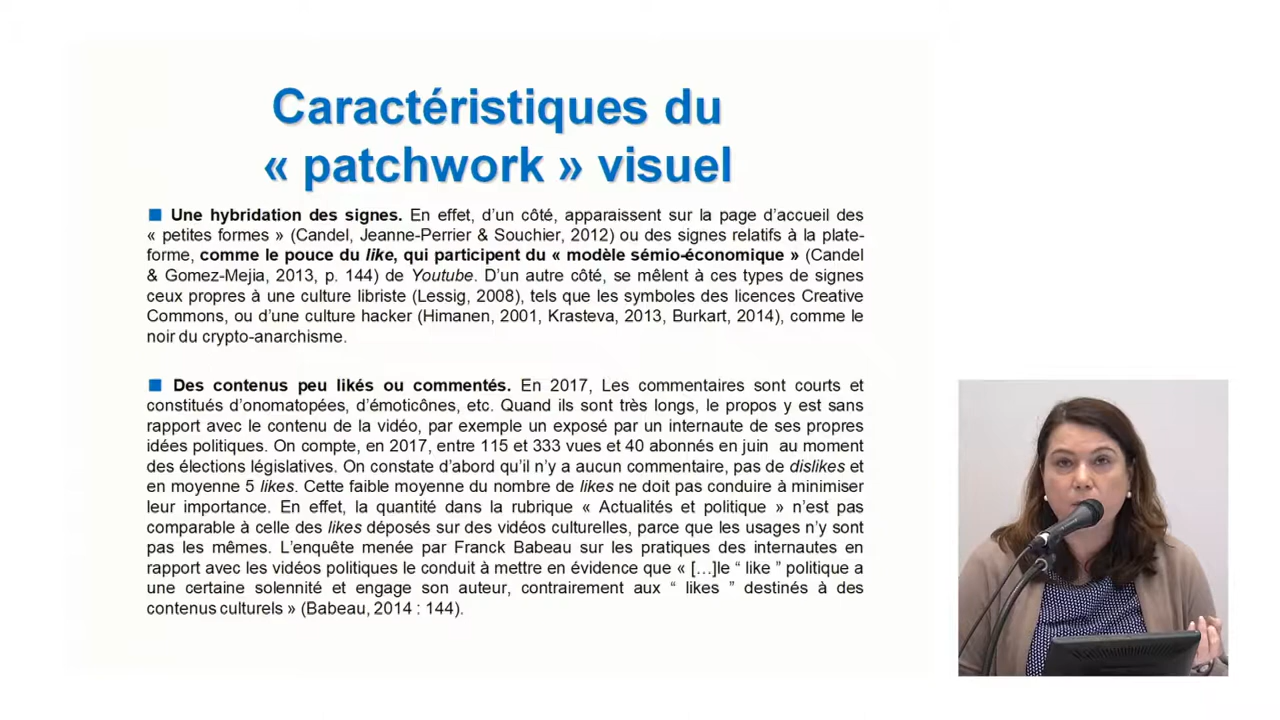 Caractéristiques du
« patchwork » visuel
Une hybridation des signes. En effet, d’un côté, apparaissent sur la page d’accueil des
« petites formes » (Candel, Jeanne-Perrier & Souchier, 2012) ou des signes relatifs à la plate-
forme, comme le pouce du like, qui participent du « modèle sémio-économique » (Candel
& Gomez-Mejia, 2013, p. 144) de Youtube. D’un autre côté, se mêlent à ces types de signes
ceux propres à une culture libriste (Lessig, 2008), tels que les symboles des licences Creative
Commons, ou d’une culture hacker (Himanen, 2001, Krasteva, 2013, Burkart, 2014), comme le
noir du crypto-anarchisme.
Des contenus peu likés ou commentés. En 2017, Les commentaires sont courts et
constitués d’onomatopées, d’émoticônes, etc. Quand ils sont très longs, le propos y est sans
rapport avec le contenu de la vidéo, par exemple un exposé par un internaute de ses propres
idées politiques. On compte, en 2017, entre 115 et 333 vues et 40 abonnés en juin au moment
des élections législatives. On constate d’abord qu’il n’y a aucun commentaire, pas de dislikes et
en moyenne 5 likes. Cette faible moyenne du nombre de likes ne doit pas conduire à minimiser
leur importance. En effet, la quantité dans la rubrique « Actualités et politique » n’est pas
comparable à celle des likes déposés sur des vidéos culturelles, parce que les usages n’y sont
pas les mêmes. L’enquête menée par Franck Babeau sur les pratiques des internautes en
rapport avec les vidéos politiques le conduit à mettre en évidence que « […]le “ like ” politique a
une certaine solennité et engage son auteur, contrairement aux “ likes ” destinés à des
contenus culturels » (Babeau, 2014 : 144).